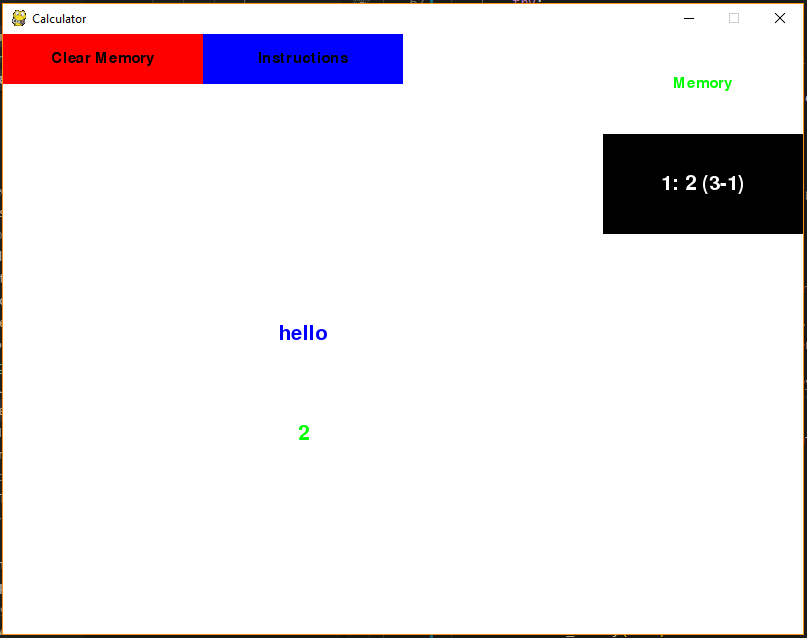 Calculator
Clear Memory
Instructions
Memory
1: 2 (3-1)
hello
2